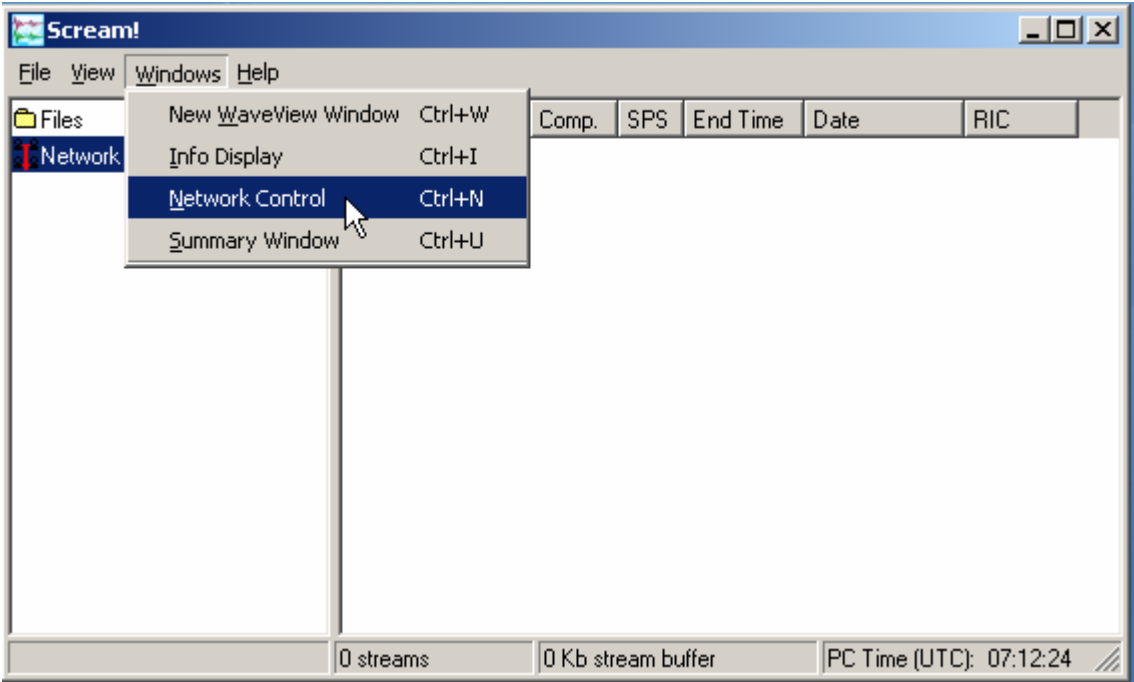 Scream!
File View Windows Help
Files
Network
Comp. SPS End Time Date RIC
New WaveView Window Ctrl+W
Info Display Ctrl+I
Network Control Ctrl+N
Summary Window Ctrl+U
0 streams 0 Kb stream buffer PC Time (UTC): 07:12:24